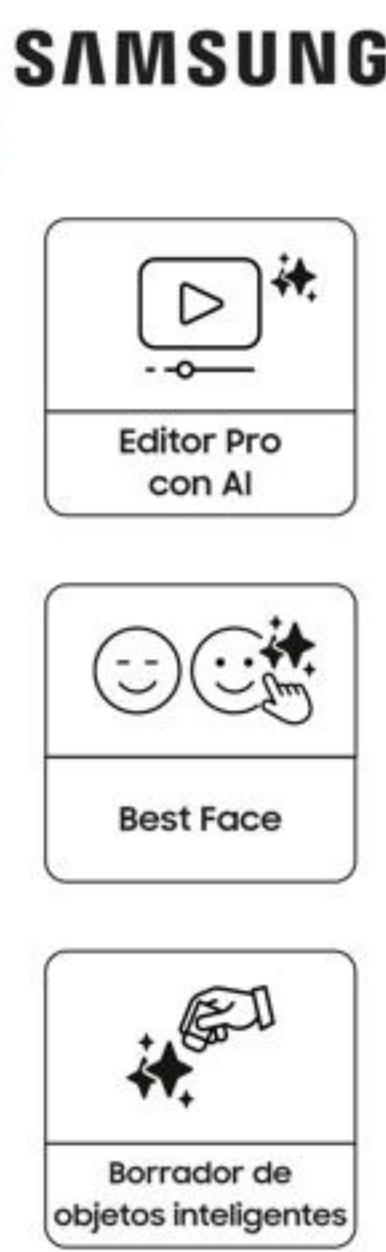 SAMSUNG
Editor Pro
con AI
Best Face
Borrador de
objetos inteligentes